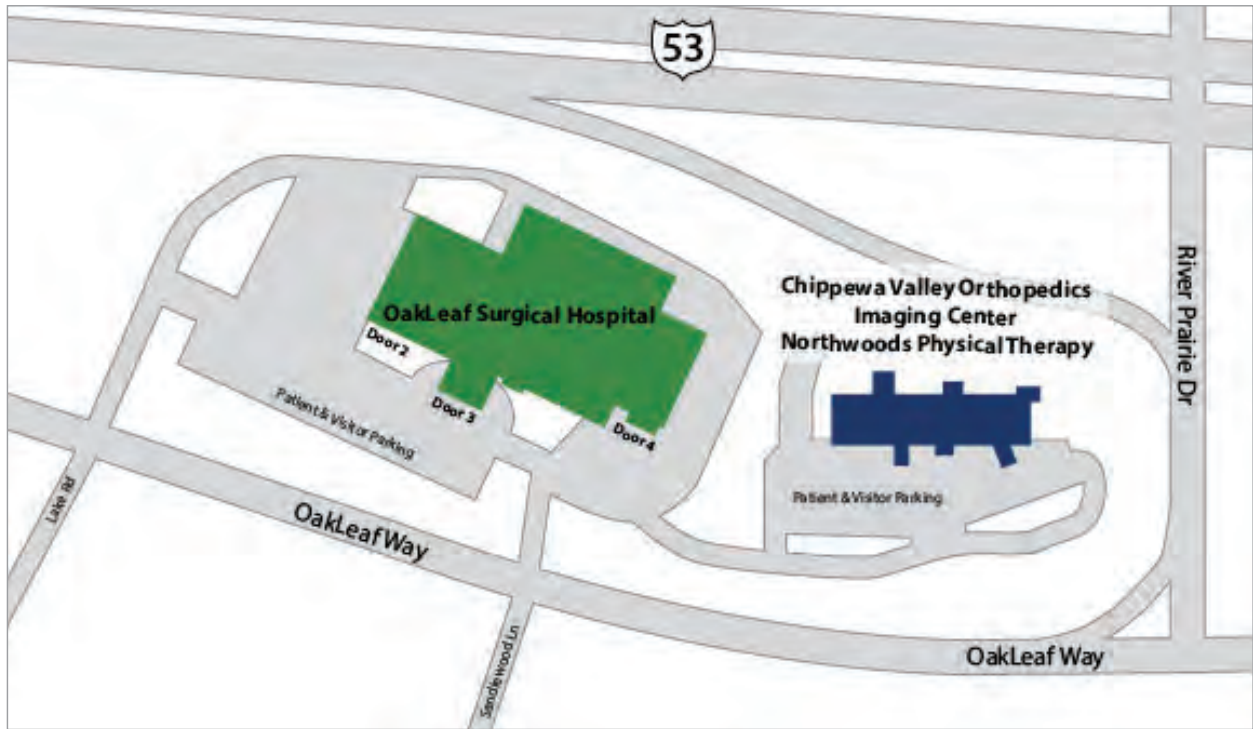 53
River Prairie Dr
Chippewa Valley Orthopedics
Imaging Center
Northwoods Physical Therapy
OakLeaf Surgical Hospital
Door 2
Door 3
Door 4
Patient & Visitor Parking
Patient & Visitor Parking
Lake Rd
OakLeaf Way
Sandlewood Ln
OakLeaf Way